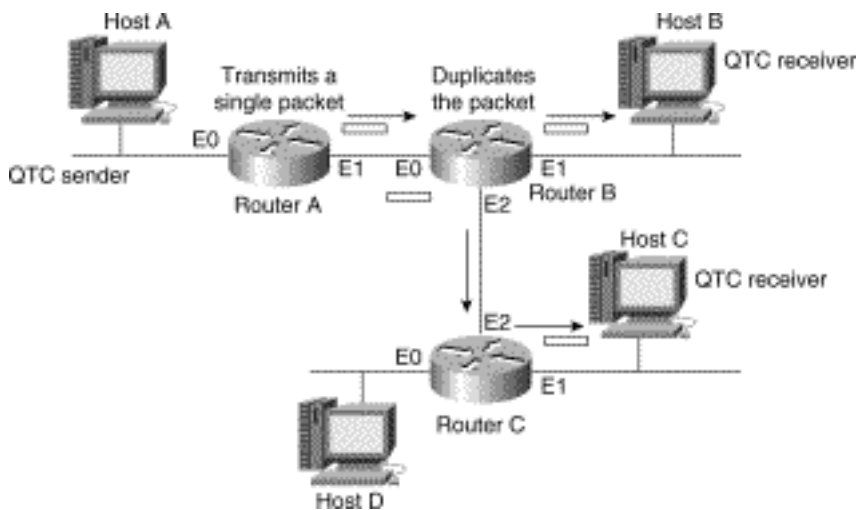 Host A
Host B
QTC receiver
Transmits a
single packet
Duplicates
the packet
E0
E1
E0
E1
QTC sender
Router A
E2
Router B
Host C
QTC receiver
E2
E0
E1
Router C
Host D